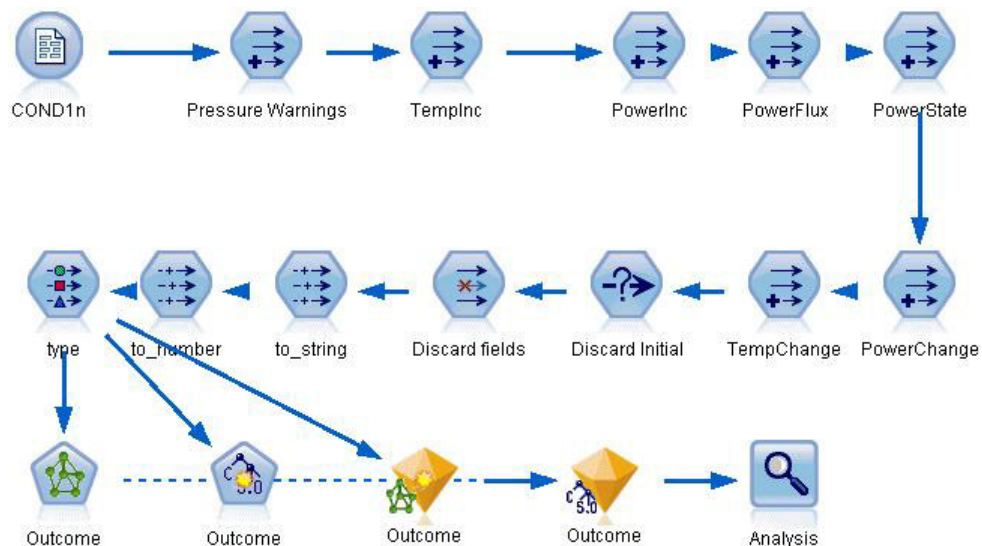 COND1n
Pressure Warnings
TempInc
PowerInc
PowerFlux
PowerState
type
to_number
to_string
Discard fields
Discard Initial
TempChange
PowerChange
C 5.0
C 5.0
Outcome
Outcome
Outcome
Outcome
Analysis